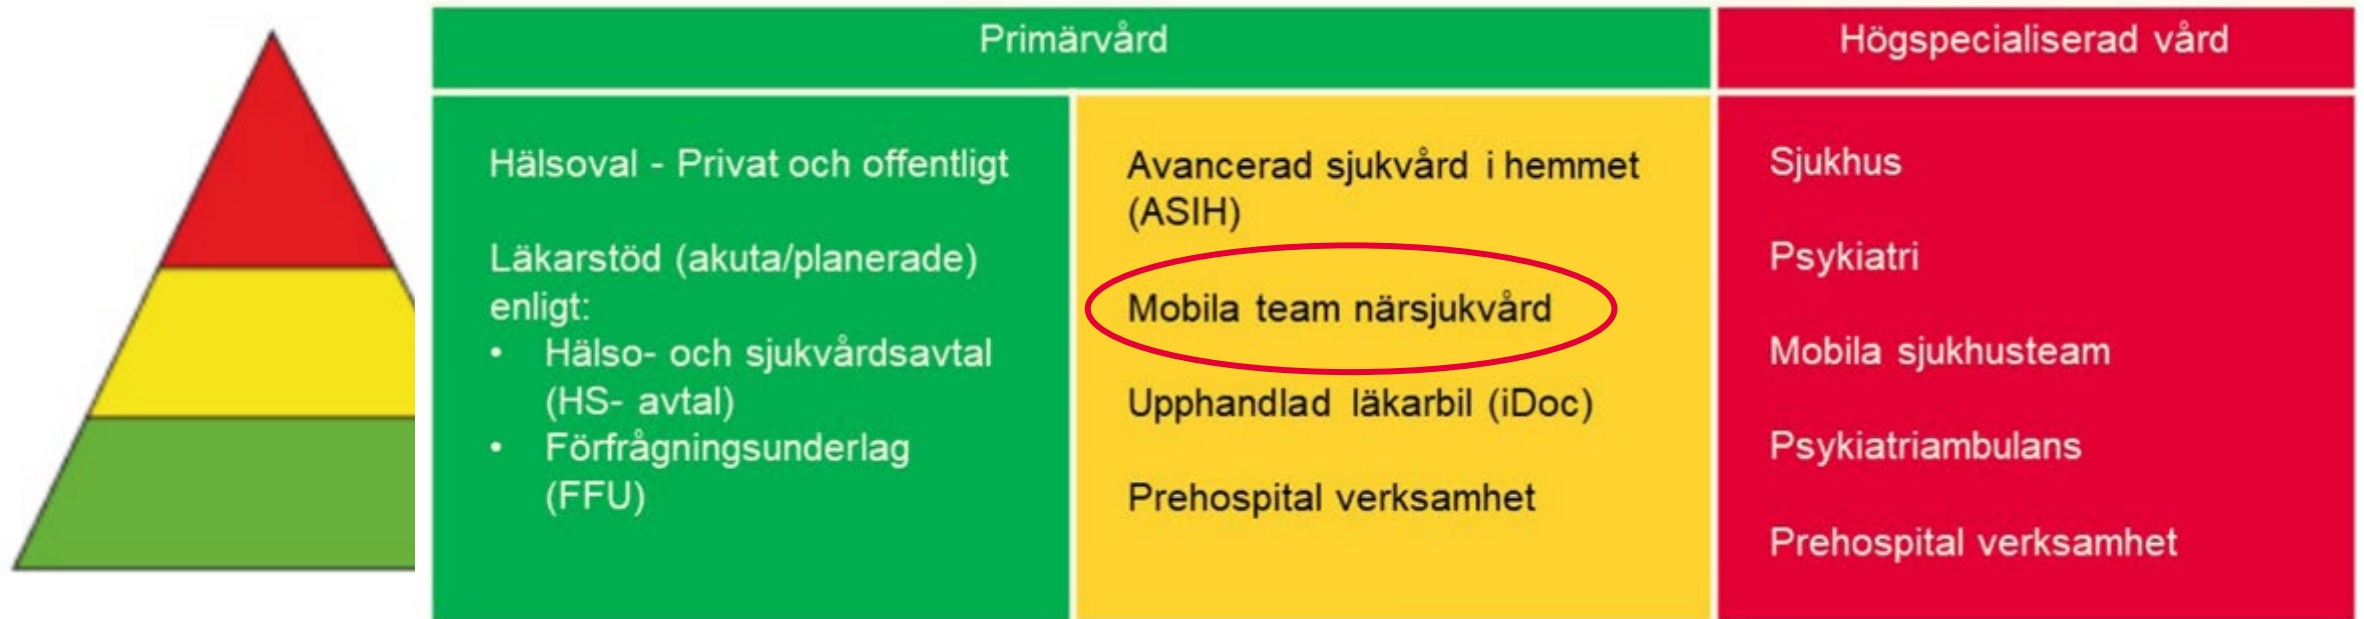 Primärvård
Högspecialiserad vård
Hälsoval - Privat och offentligt
Läkarstöd (akuta/planerade)
enligt:
• Hälso- och sjukvårdsavtal
(HS- avtal)
• Förfrågningsunderlag
(FFU)
Avancerad sjukvård i hemmet
(ASIH)
Mobila team närsjukvård
Upphandlad läkarbil (iDoc)
Prehospital verksamhet
Sjukhus
Psykiatri
Mobila sjukhusteam
Psykiatriambulans
Prehospital verksamhet